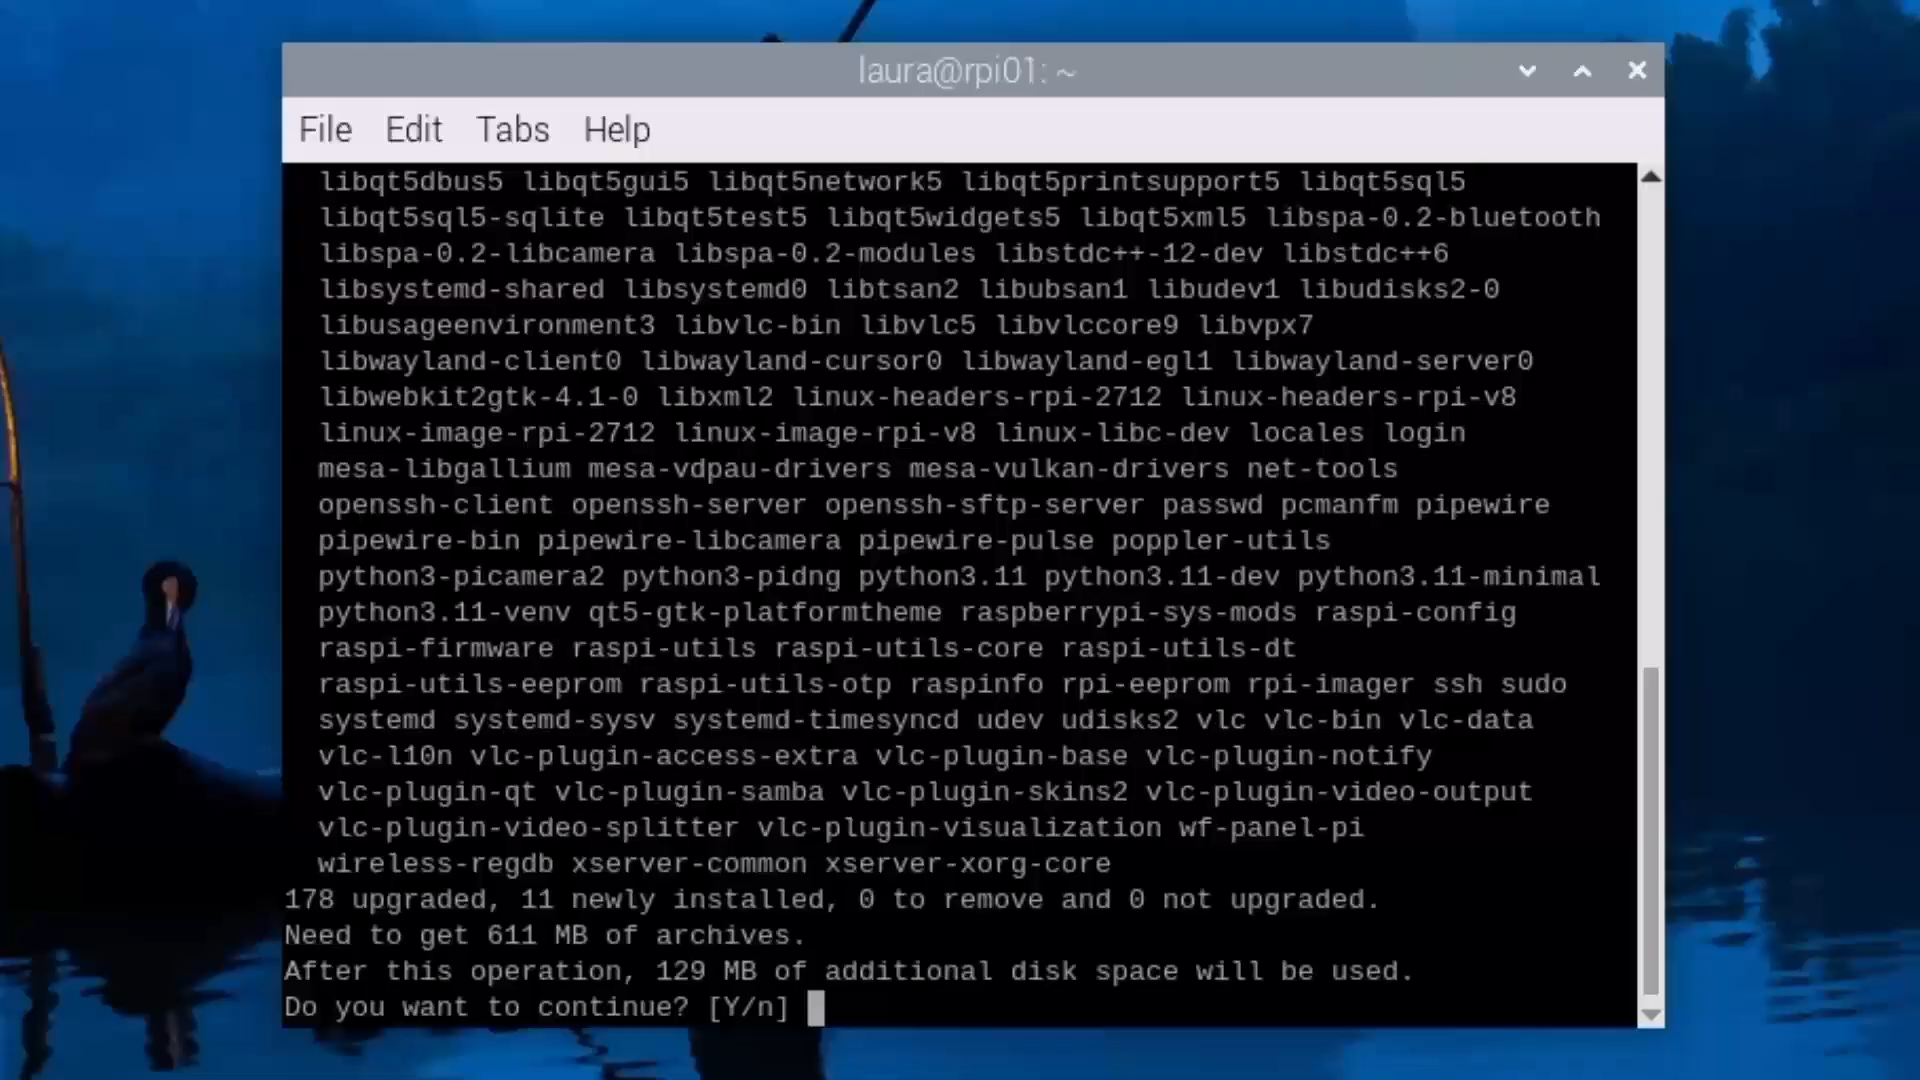 laura@rpi01: ~
File Edit Tabs Help
libqt5dbus5 libqt5gui5 libqt5network5 libqt5printsupport5 libqt5sql5
libqt5sql5-sqlite libqt5test5 libqt5widgets5 libqt5xml5 libspa-0.2-bluetooth
libspa-0.2-libcamera libspa-0.2-modules libstdc++-12-dev libstdc++6
libsystemd-shared libsystemd0 libtsan2 libubsan1 libudev1 libudisks2-0
libusageenvironment3 libvlc-bin libvlc5 libvlccore9 libvpx7
libwayland-client0 libwayland-cursor0 libwayland-egl1 libwayland-server0
libwebkit2gtk-4.1-0 libxml2 linux-headers-rpi-2712 linux-headers-rpi-v8
linux-image-rpi-2712 linux-image-rpi-v8 linux-libc-dev locales login
mesa-libgallium mesa-vdpau-drivers mesa-vulkan-drivers net-tools
openssh-client openssh-server openssh-sftp-server passwd pcmanfm pipewire
pipewire-bin pipewire-libcamera pipewire-pulse poppler-utils
python3-picamera2 python3-pidng python3.11 python3.11-dev python3.11-minimal
python3.11-venv qt5-gtk-platformtheme raspberrypi-sys-mods raspi-config
raspi-firmware raspi-utils raspi-utils-core raspi-utils-dt
raspi-utils-eeprom raspi-utils-otp raspinfo rpi-eeprom rpi-imager ssh sudo
systemd systemd-sysv systemd-timesyncd udev udisks2 vlc vlc-bin vlc-data
vlc-l10n vlc-plugin-access-extra vlc-plugin-base vlc-plugin-notify
vlc-plugin-qt vlc-plugin-samba vlc-plugin-skins2 vlc-plugin-video-output
vlc-plugin-video-splitter vlc-plugin-visualization wf-panel-pi
wireless-regdb xserver-common xserver-xorg-core
178 upgraded, 11 newly installed, 0 to remove and 0 not upgraded.
Need to get 611 MB of archives.
After this operation, 129 MB of additional disk space will be used.
Do you want to continue? [Y/n]